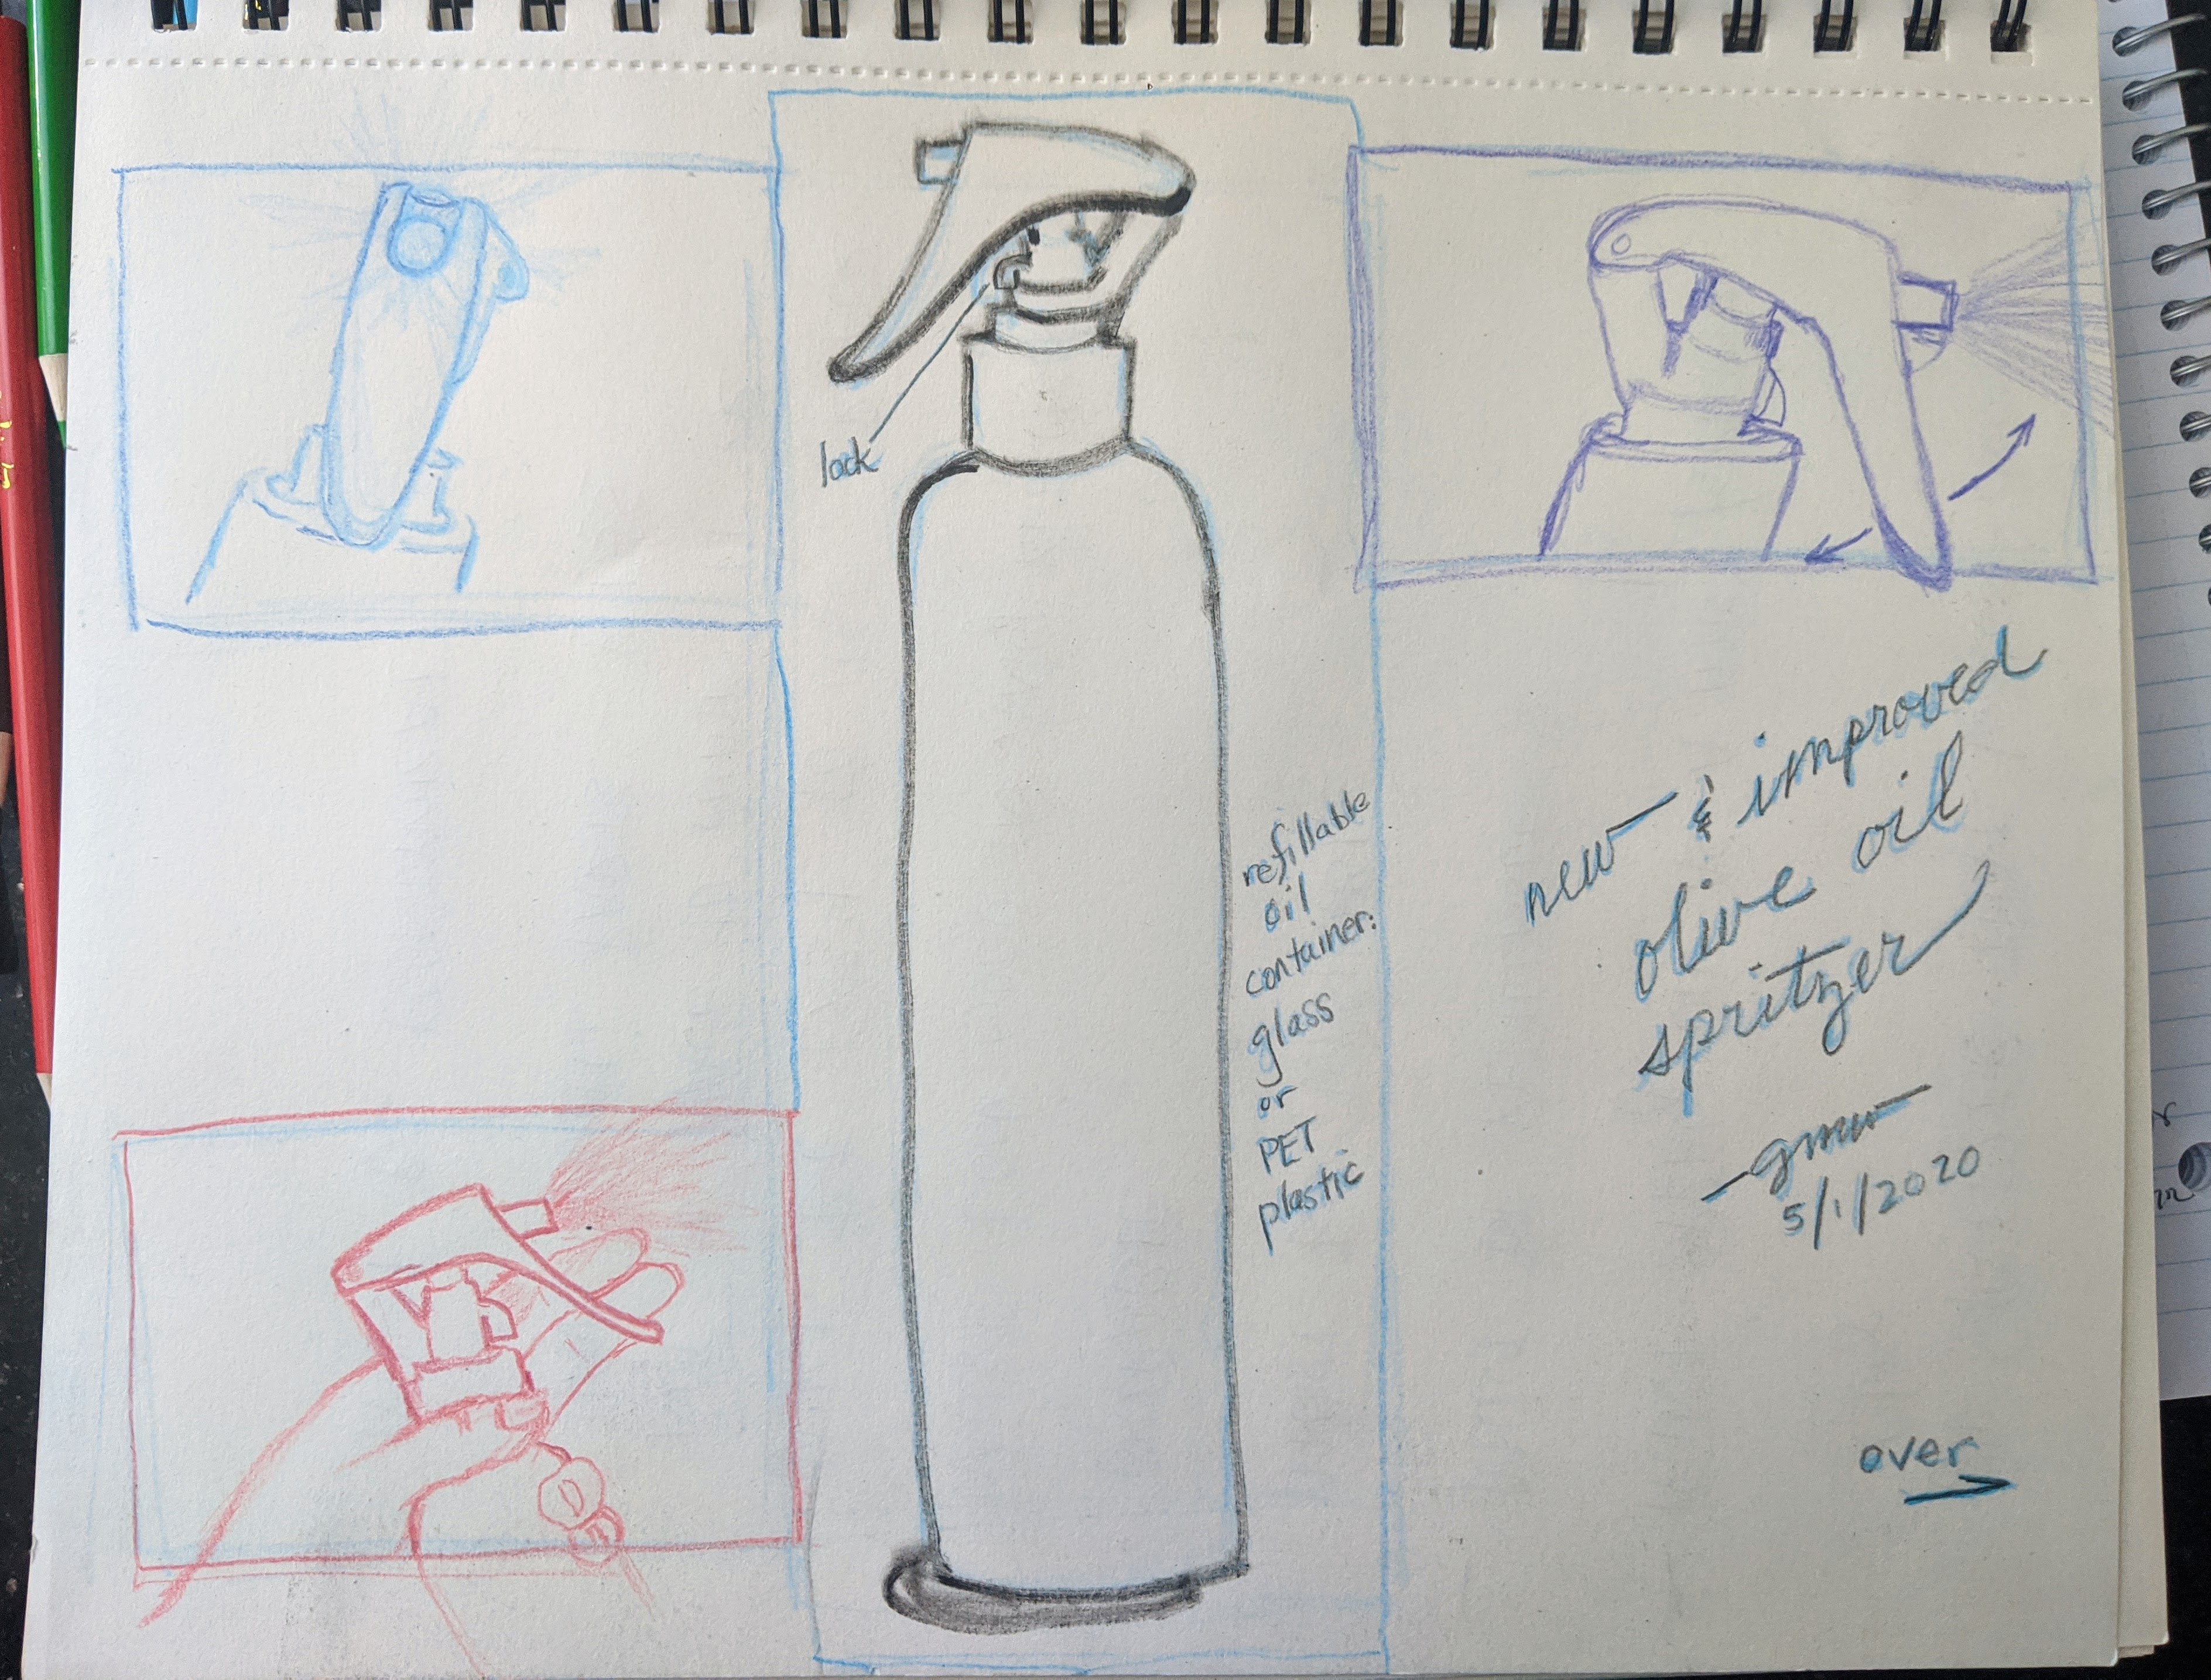 lock
refillable
oil
container:
glass
or
PET
plastic
new & improved
olive oil
spritzer
-gmw
5/1/2020
over